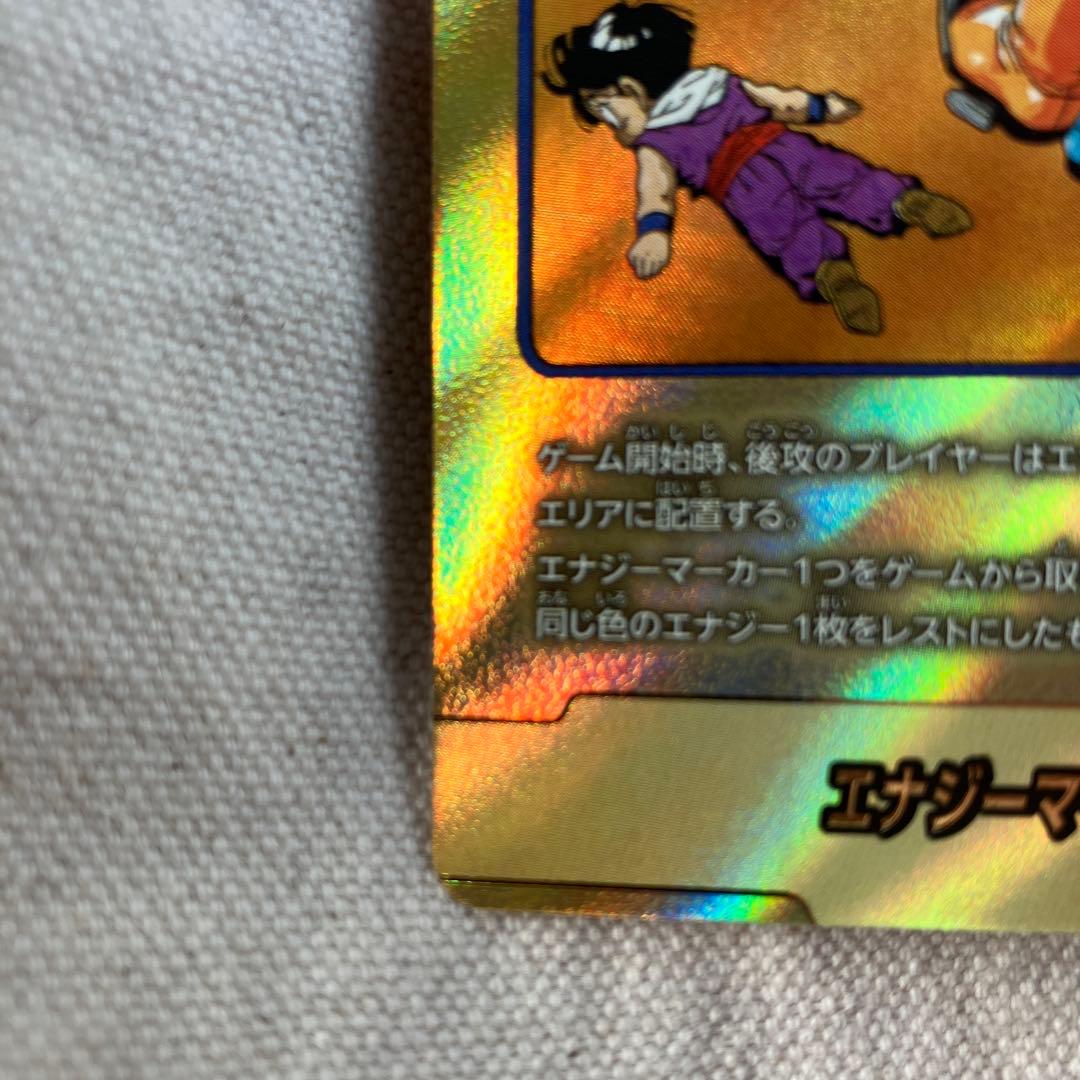 ゲーム開始時、後攻のプレイヤーはエ
エリアに配置する。
エナジーマーカー1つをゲームから取
同じ色のエナジー1枚をレストにしたも
エナジーマ